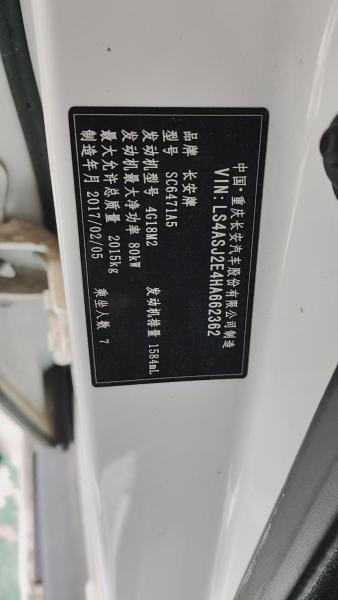 中国·重庆长安汽车股份有限公司制造
VIN: LS4ASJ2E4HA662362
品牌 长安牌
型号 SC6471A5
发动机型号 4G18M2 发动机排量 1584mL
发动机最大净功率 80kW
最大允许总质量 2015kg
制造年月 2017/02/05 乘坐人数 7